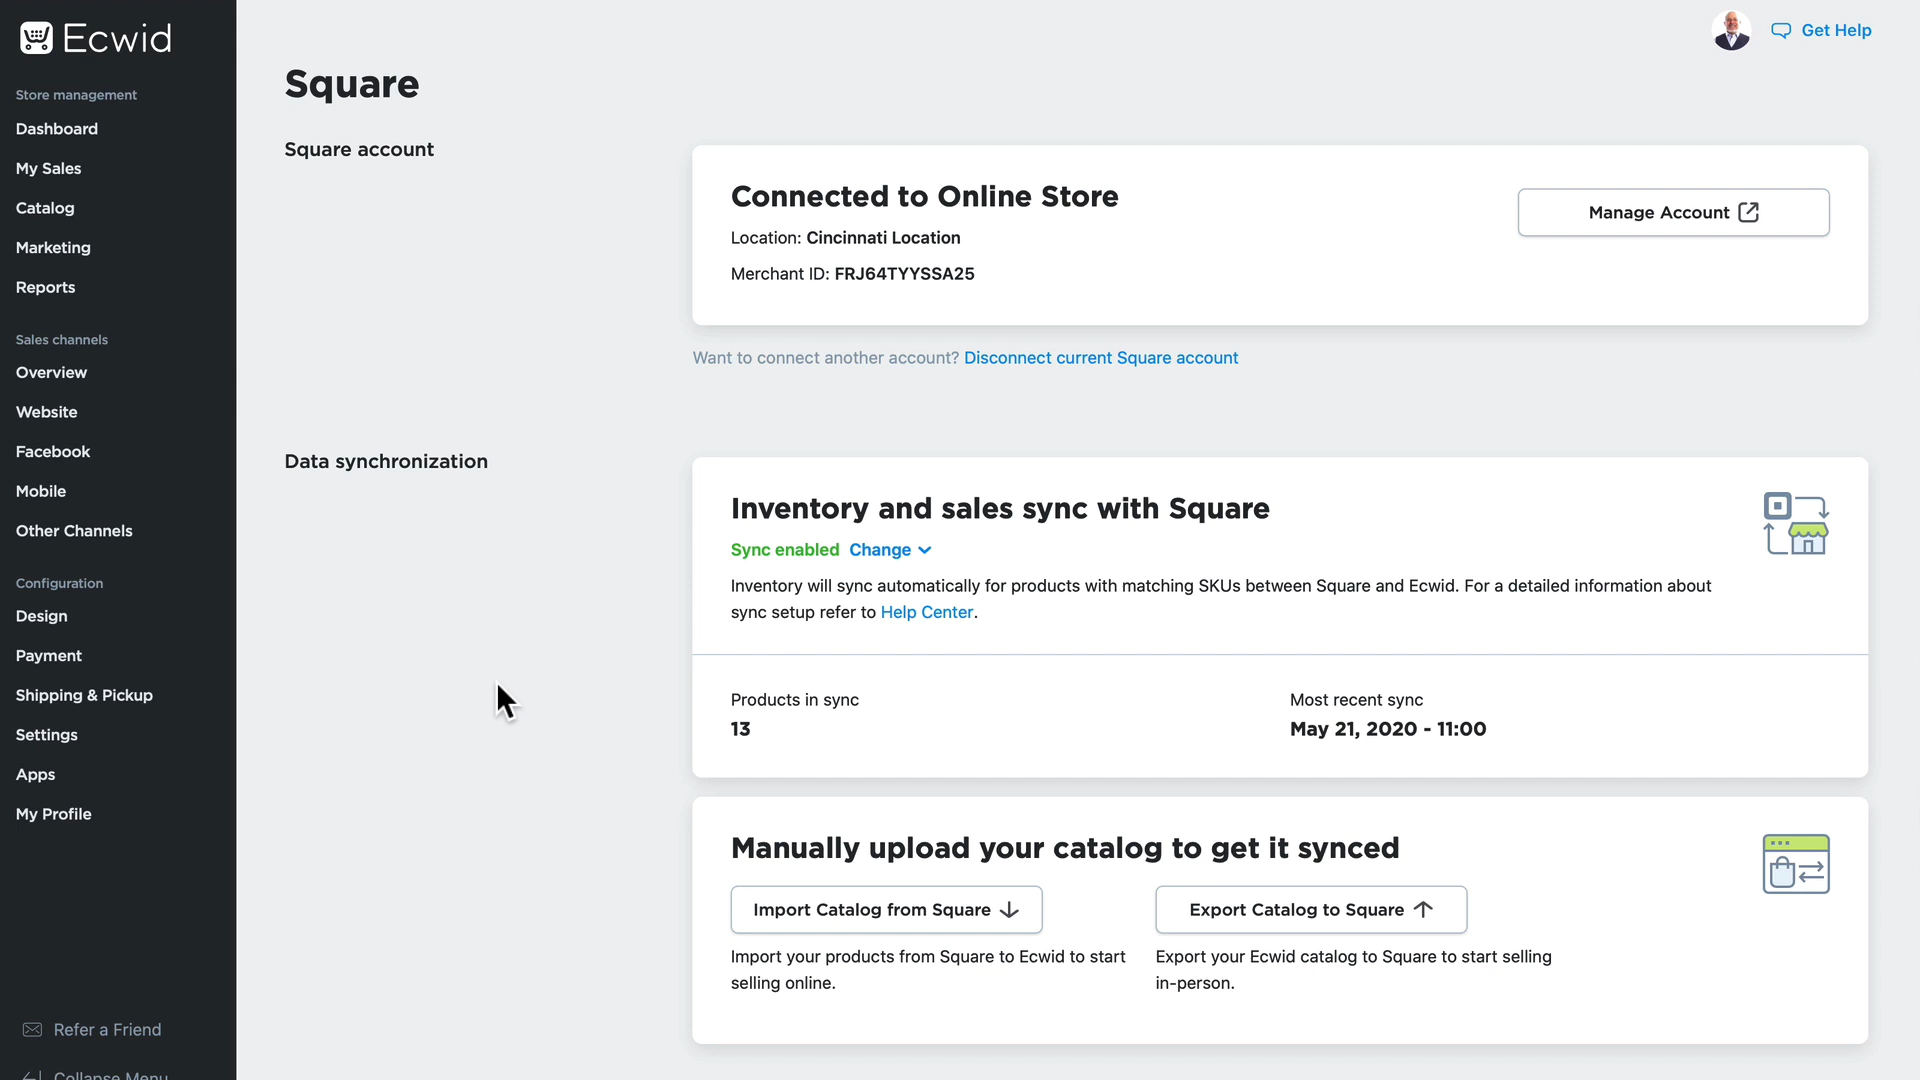 Ecwid
Store management
Dashboard
My Sales
Catalog
Marketing
Reports
Sales channels
Overview
Website
Facebook
Mobile
Other Channels
Configuration
Design
Payment
Shipping & Pickup
Settings
Apps
My Profile
Refer a Friend
Collapse Menu
Get Help
Square
Square account
Connected to Online Store
Location: Cincinnati Location
Merchant ID: FRJ64TYYSSA25
Manage Account
Want to connect another account? Disconnect current Square account
Data synchronization
Inventory and sales sync with Square
Sync enabled Change
Inventory will sync automatically for products with matching SKUs between Square and Ecwid. For a detailed information about
sync setup refer to Help Center.
Products in sync
13
Most recent sync
May 21, 2020 - 11:00
Manually upload your catalog to get it synced
Import Catalog from Square
Import your products from Square to Ecwid to start
selling online.
Export Catalog to Square
Export your Ecwid catalog to Square to start selling
in-person.